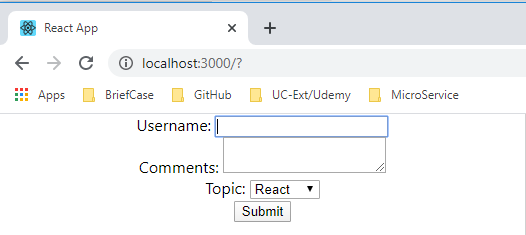 React App
localhost:3000/?
Apps BriefCase GitHub UC-Ext/Udemy MicroService
Username:
Comments:
Topic: React
Submit